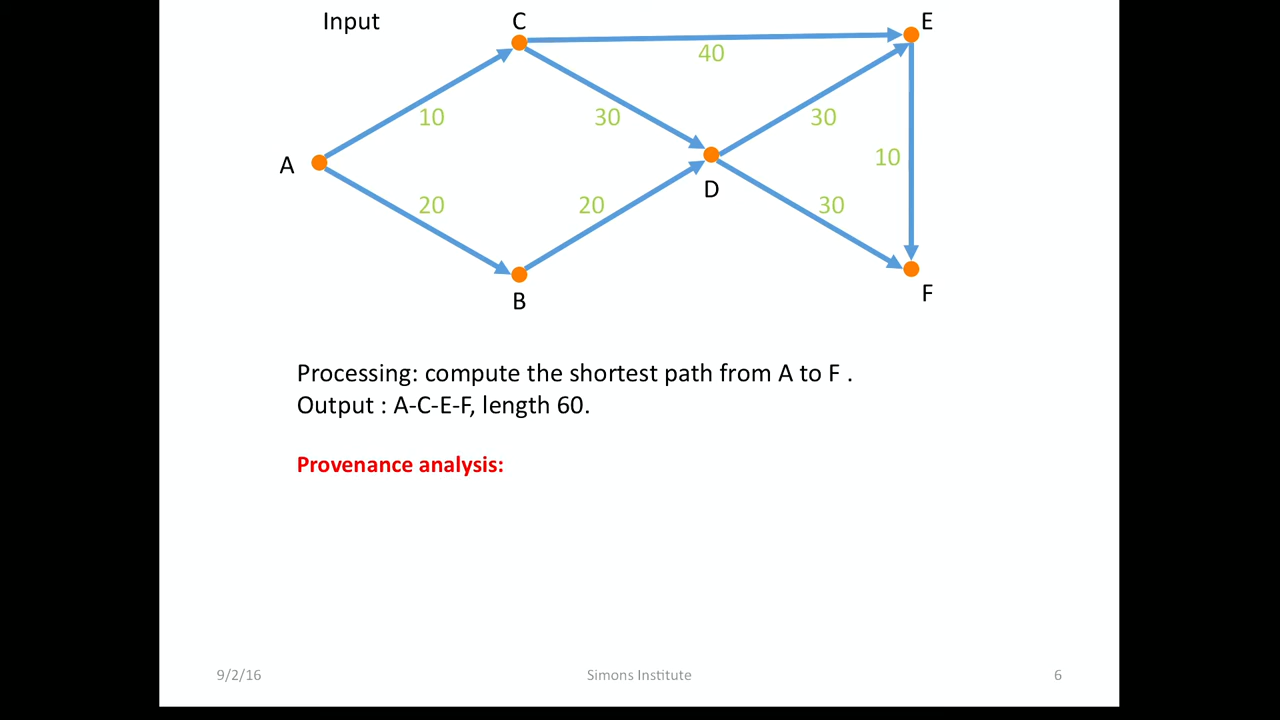 Input
C
E
40
10
30
30
10
A
D
20
20
30
B
F
Processing: compute the shortest path from A to F .
Output : A-C-E-F, length 60.
Provenance analysis:
9/2/16
Simons Institute
6